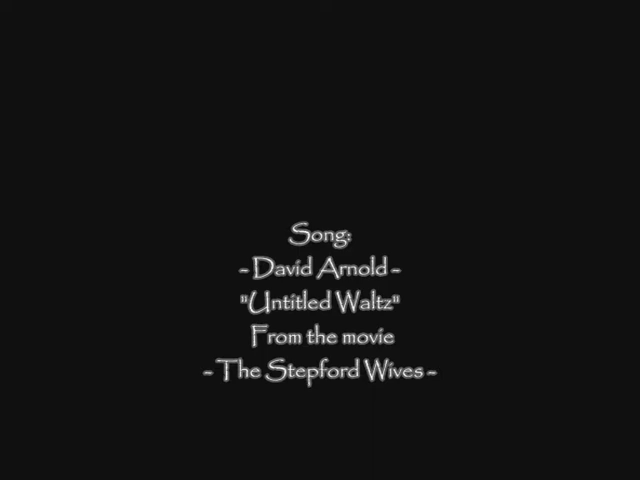 Song:
- David Arnold -
"Untitled Waltz"
From the movie
- The Stepford Wives -